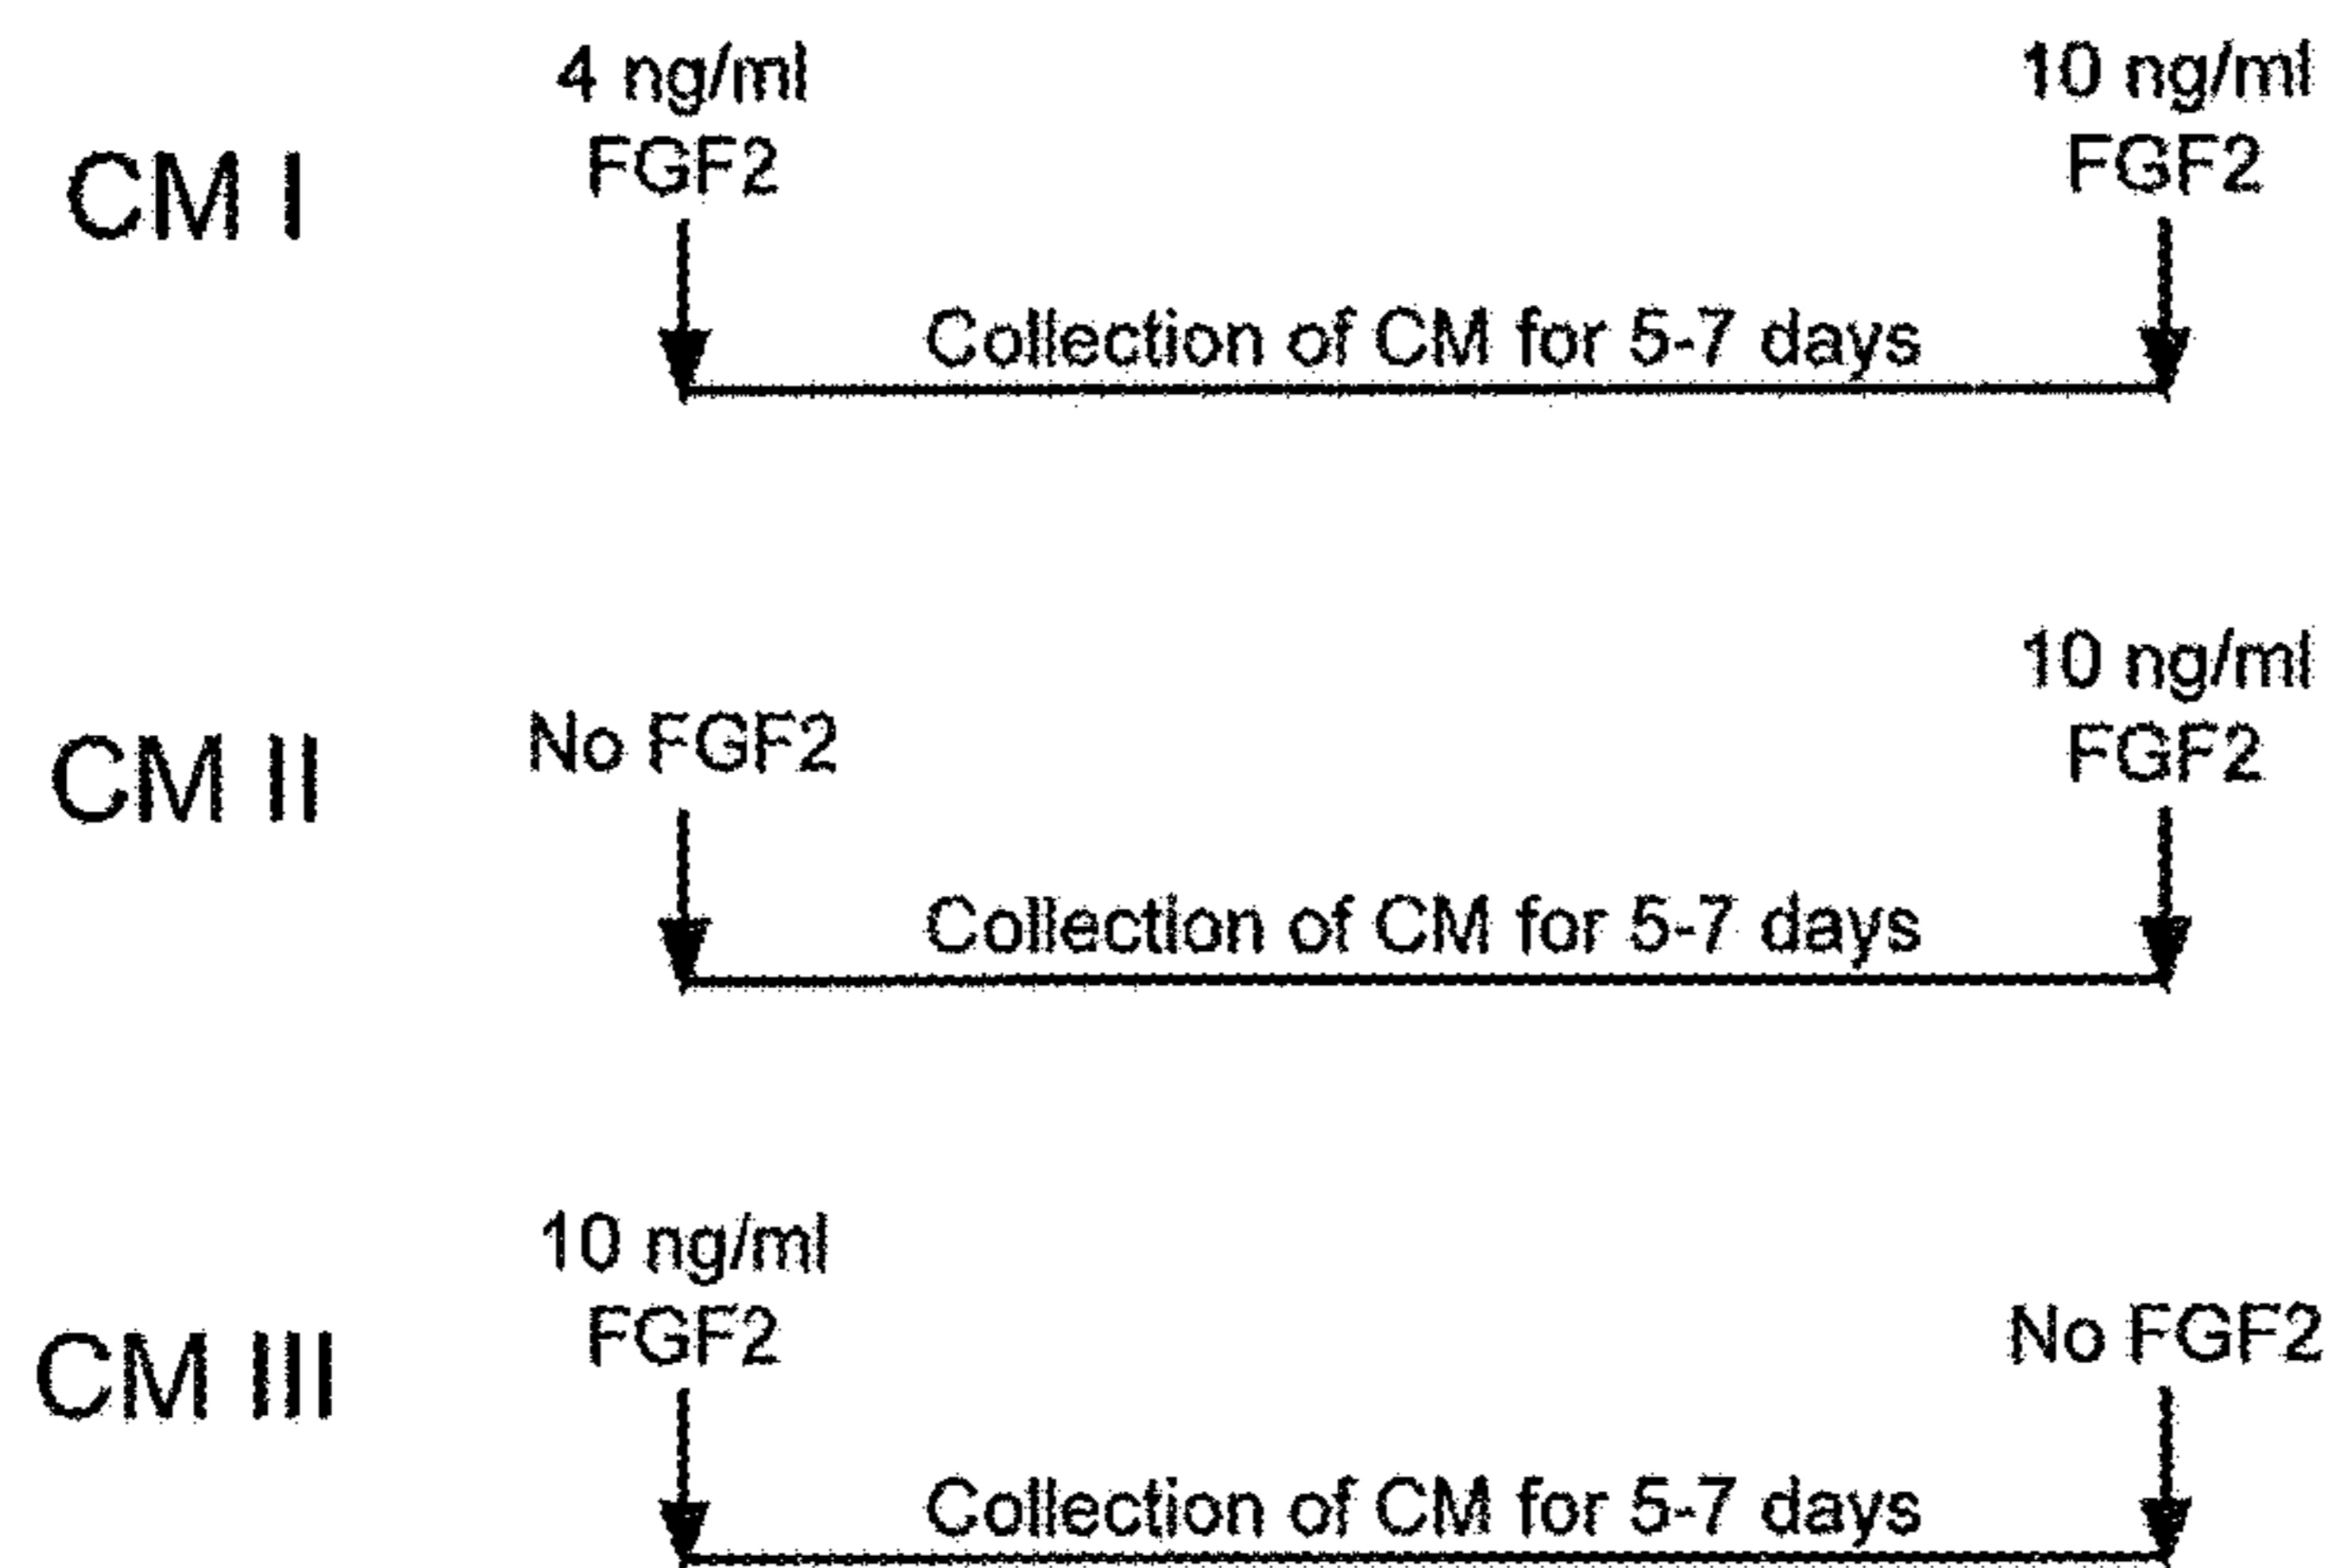 CM I
4 ng/ml
FGF2
10 ng/ml
FGF2
Collection of CM for 5-7 days
CM II
No FGF2
10 ng/ml
FGF2
Collection of CM for 5-7 days
CM III
10 ng/ml
FGF2
No FGF2
Collection of CM for 5-7 days